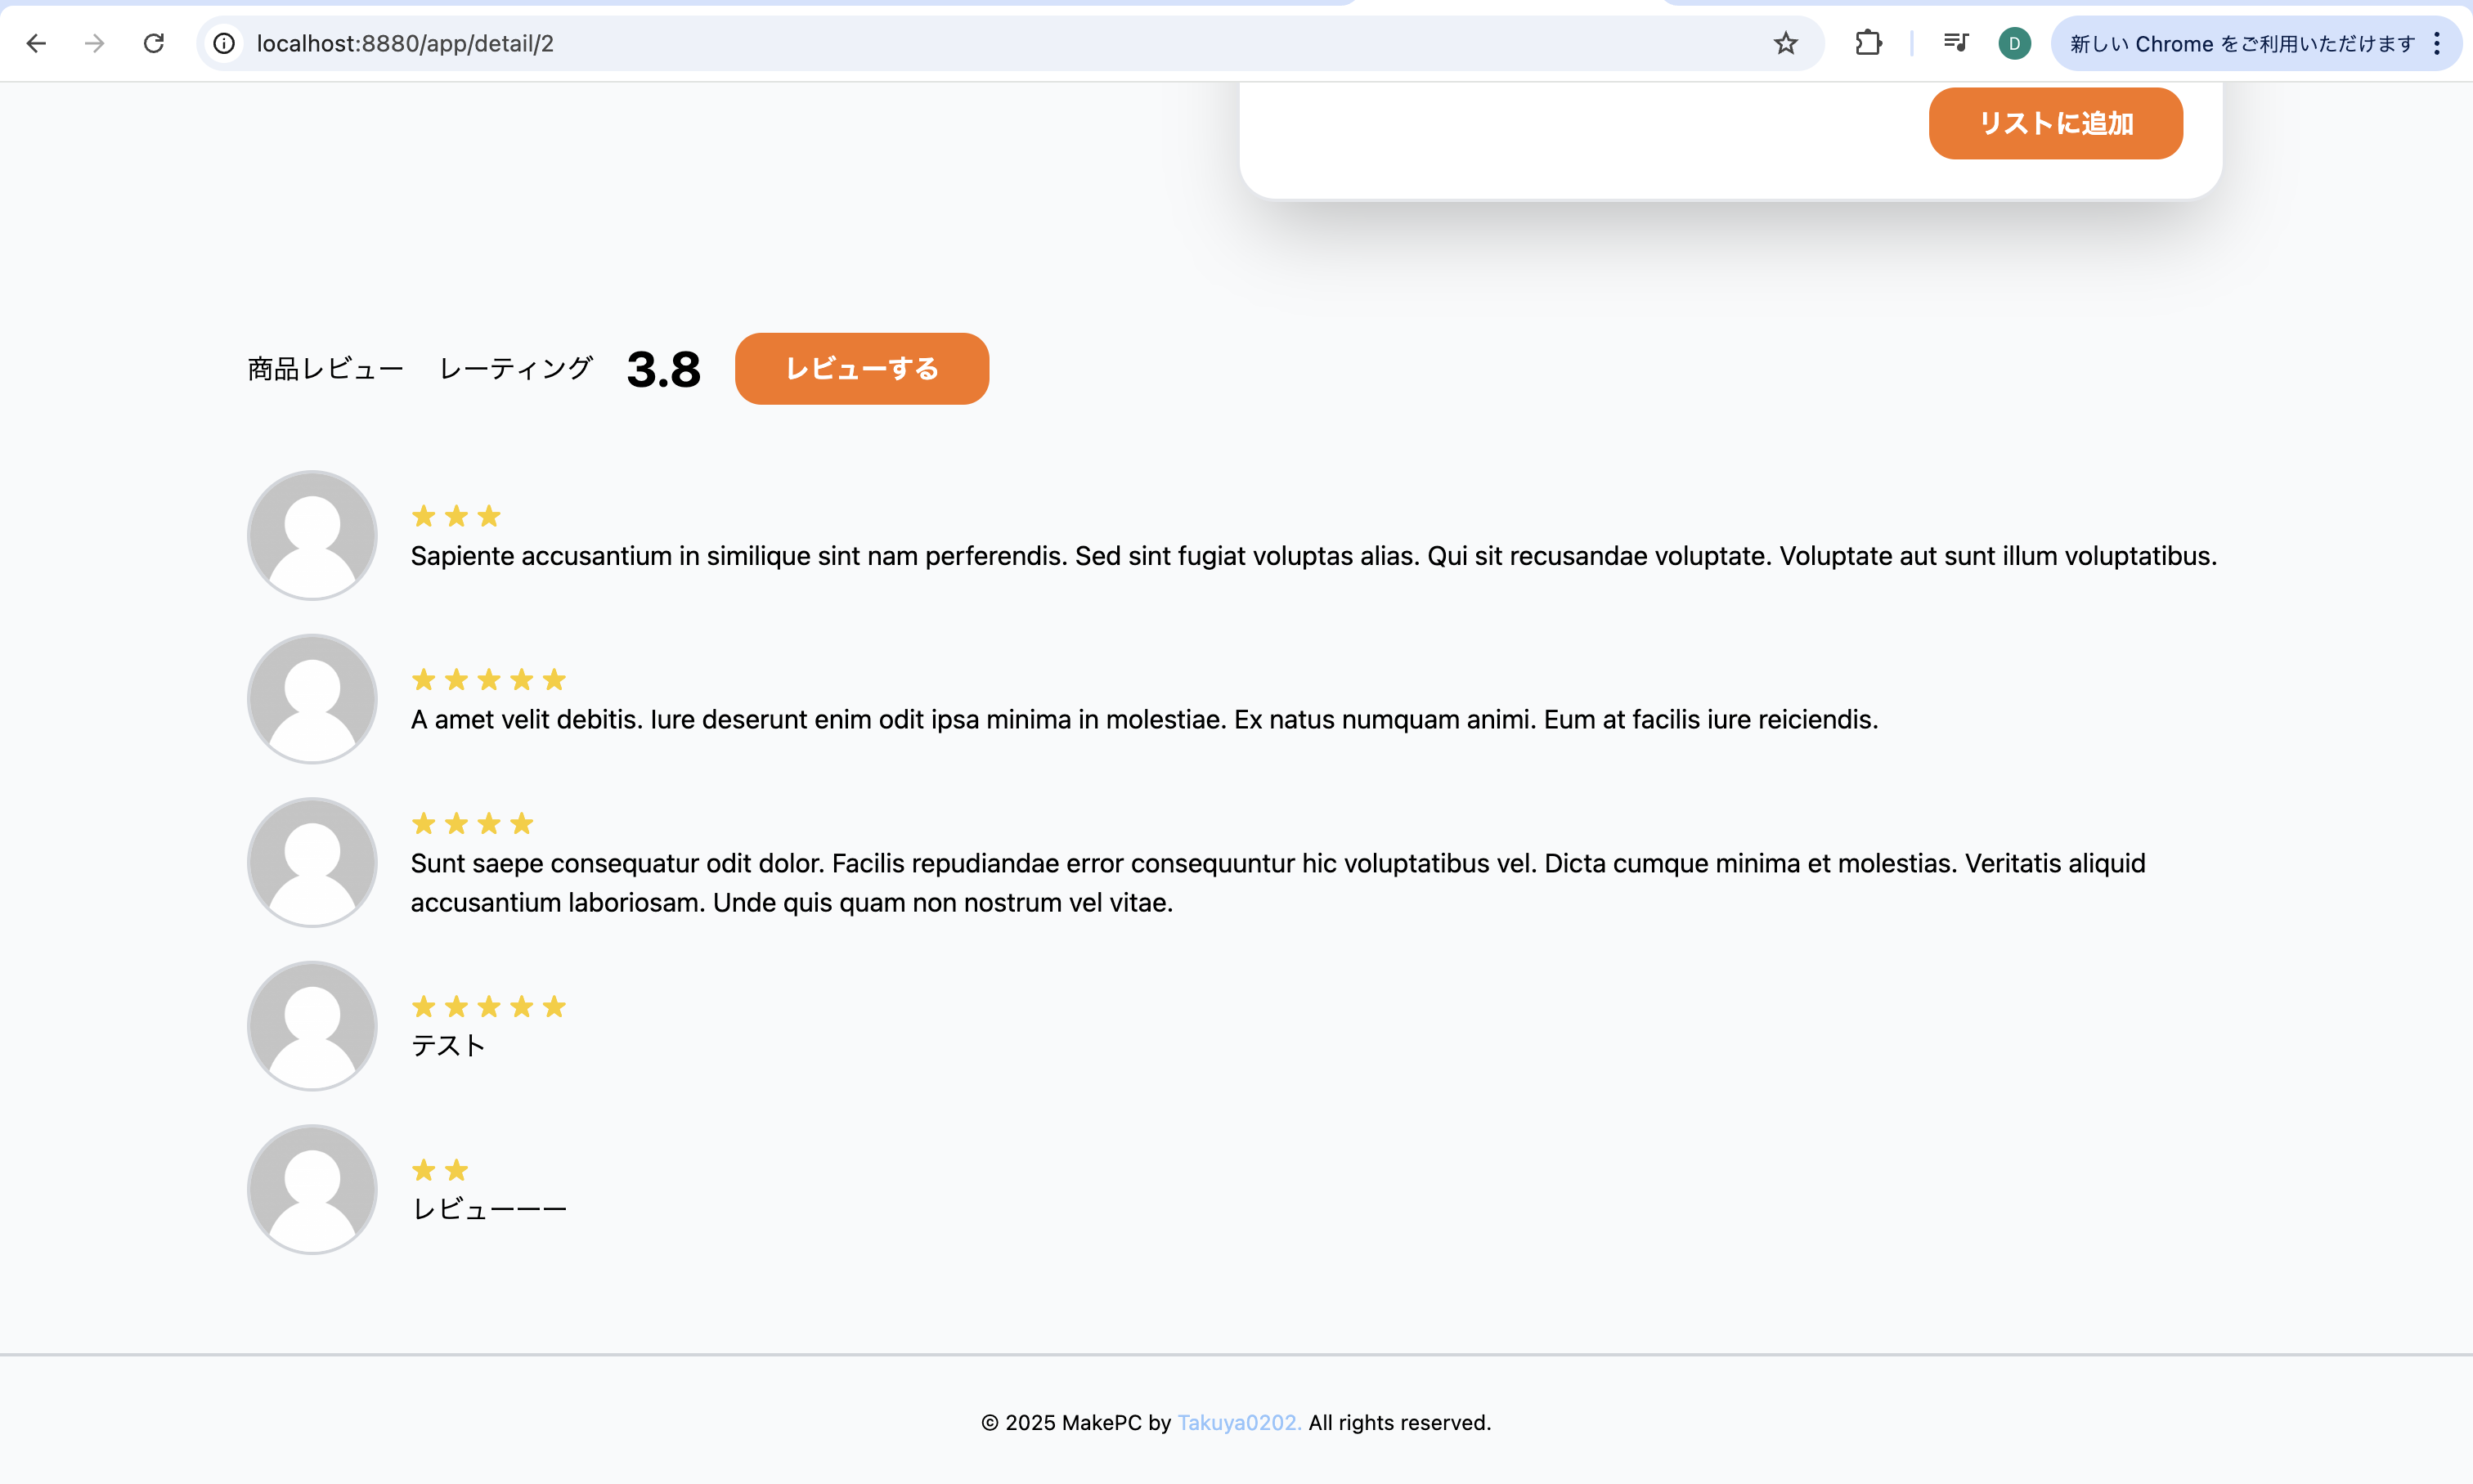 localhost:8880/app/detail/2
D
新しい Chrome をご利用いただけます
リストに追加
商品レビュー レーティング 3.8 レビューする
Sapiente accusantium in similique sint nam perferendis. Sed sint fugiat voluptas alias. Qui sit recusandae voluptate. Voluptate aut sunt illum voluptatibus.
A amet velit debitis. Iure deserunt enim odit ipsa minima in molestiae. Ex natus numquam animi. Eum at facilis iure reiciendis.
Sunt saepe consequatur odit dolor. Facilis repudiandae error consequuntur hic voluptatibus vel. Dicta cumque minima et molestias. Veritatis aliquid
accusantium laboriosam. Unde quis quam non nostrum vel vitae.
テスト
レビューーー
© 2025 MakePC by Takuya0202. All rights reserved.